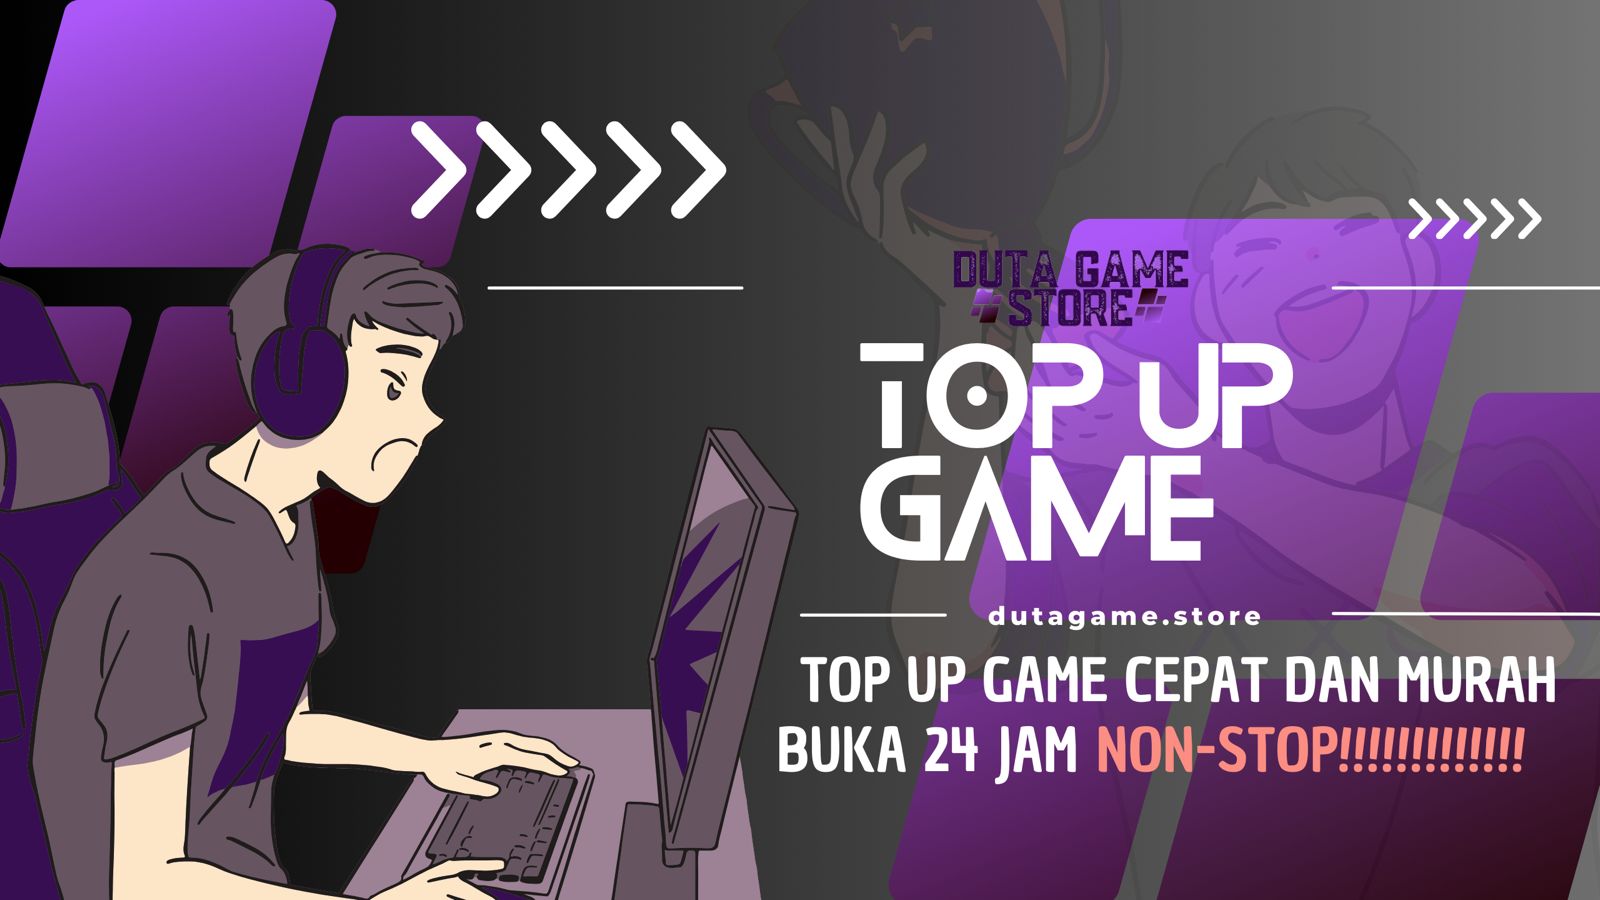 DUTA GAME
STORE
TOP UP
GAME
dutagame.store
TOP UP GAME CEPAT DAN MURAH
BUKA 24 JAM NON-STOP!!!!!!!!!!!!!!